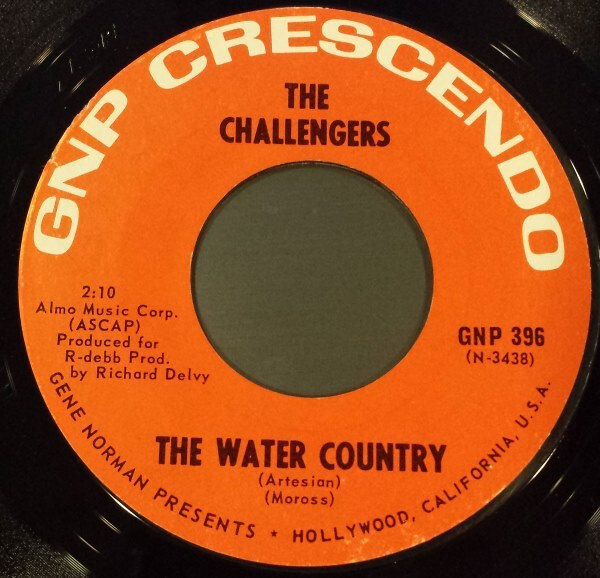 GNP CRESCENDO
THE
CHALLENGERS
2:10
Almo Music Corp.
(ASCAP)
Produced for
R-debb Prod.
by Richard Delvy
GNP 396
(N-3438)
THE WATER COUNTRY
(Artesian)
(Moross)
GENE NORMAN PRESENTS ★ HOLLYWOOD, CALIFORNIA, U.S.A.